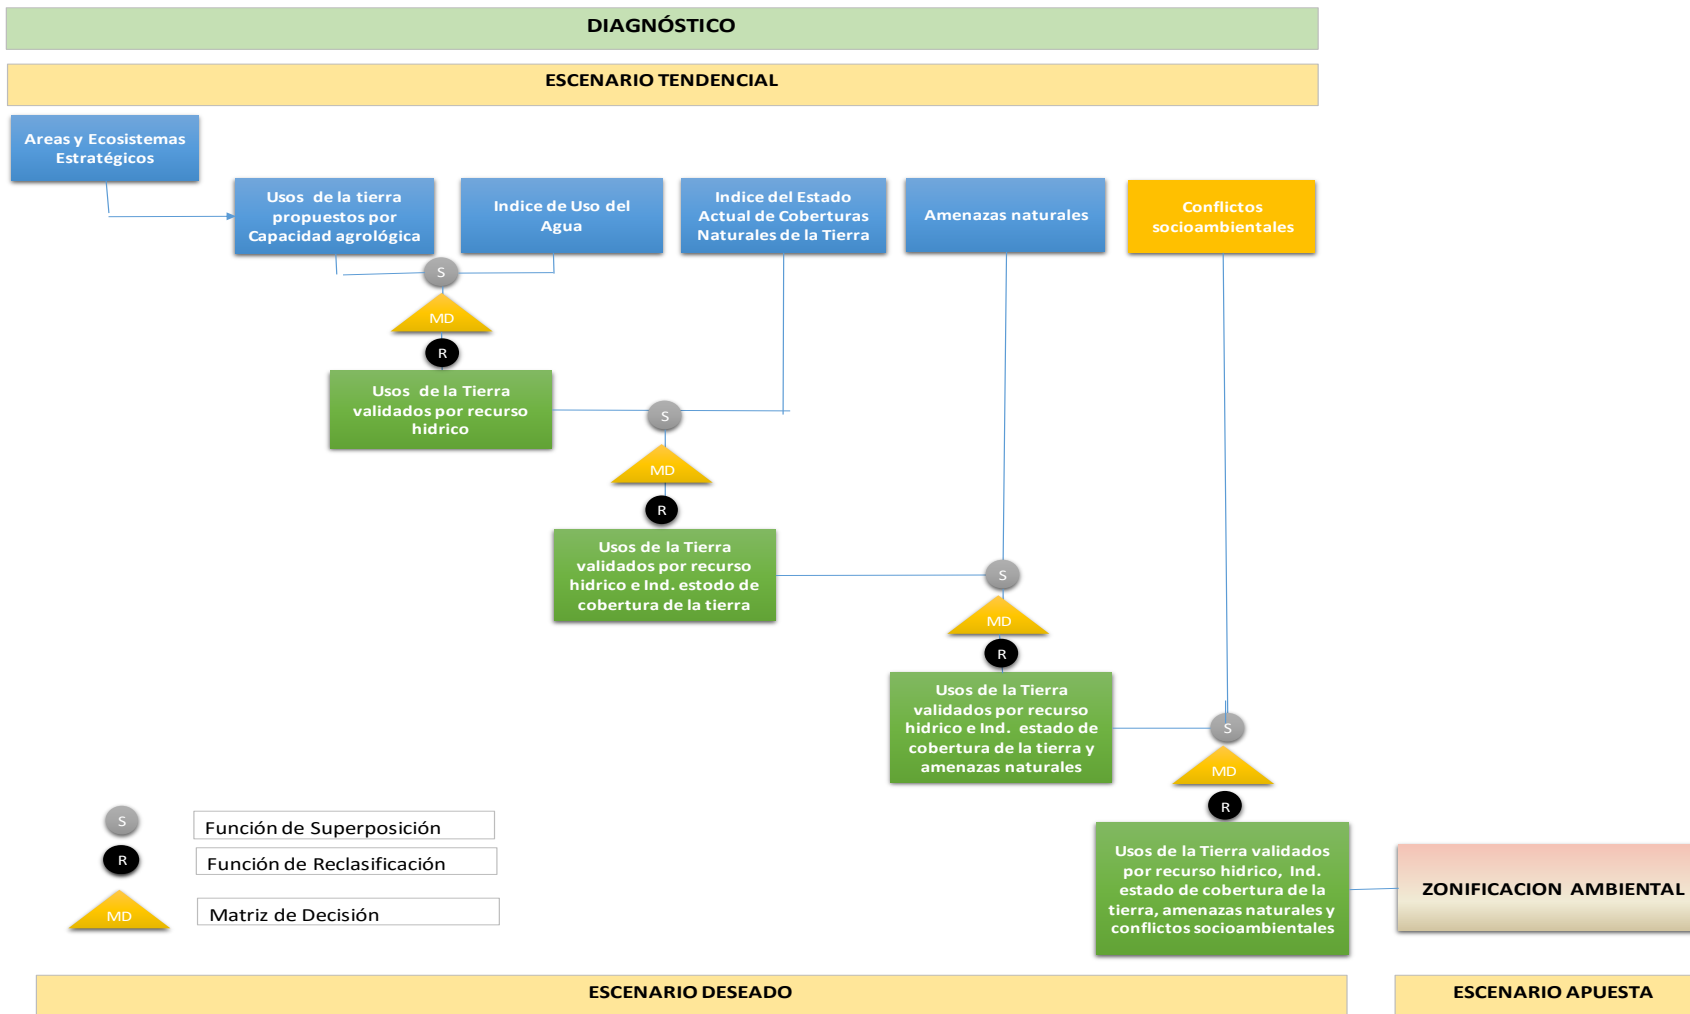 DIAGNÓSTICO
ESCENARIO TENDENCIAL
Areas y Ecosistemas
Estratégicos
Usos de la tierra
propuestos por
Capacidad agrológica
Indice de Uso del
Agua
Indice del Estado
Actual de Coberturas
Naturales de la Tierra
Amenazas naturales
Conflictos
socioambientales
S
MD
R
Usos de la Tierra
validados por recurso
hidrico
S
MD
R
Usos de la Tierra
validados por recurso
hidrico e Ind. estodo de
cobertura de la tierra
S
MD
R
Usos de la Tierra
validados por recurso
hidrico e Ind. estado de
cobertura de la tierra y
amenazas naturales
S
MD
R
Usos de la Tierra validados
por recurso hidrico, Ind.
estado de cobertura de la
tierra, amenazas naturales y
conflictos socioambientales
ZONIFICACION AMBIENTAL
S
Función de Superposición
R
Función de Reclasificación
MD
Matriz de Decisión
ESCENARIO DESEADO
ESCENARIO APUESTA